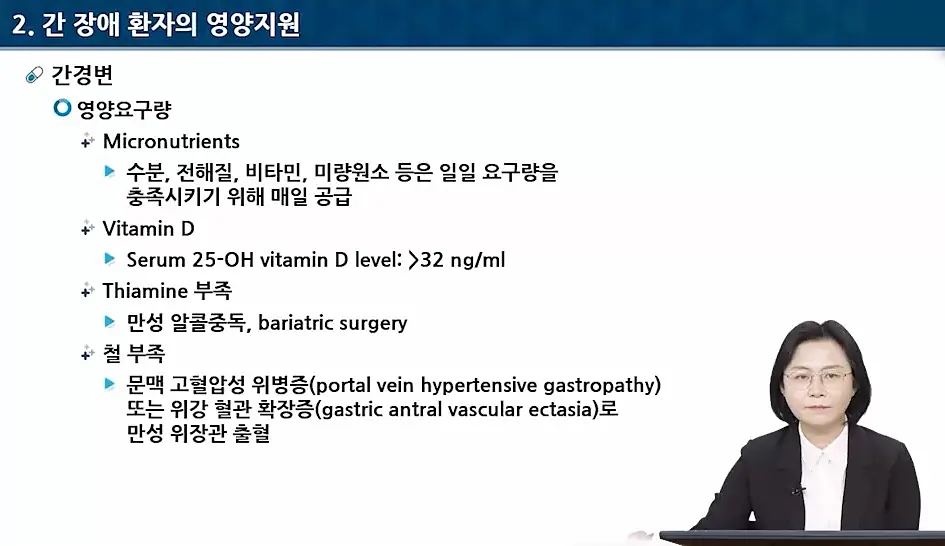 2. 간 장애 환자의 영양지원
간경변
영양요구량
Micronutrients
수분, 전해질, 비타민, 미량원소 등은 일일 요구량을
충족시키기 위해 매일 공급
Vitamin D
Serum 25-OH vitamin D level: >32 ng/ml
Thiamine 부족
만성 알콜중독, bariatric surgery
철 부족
문맥 고혈압성 위병증(portal vein hypertensive gastropathy)
또는 위강 혈관 확장증(gastric antral vascular ectasia)로
만성 위장관 출혈